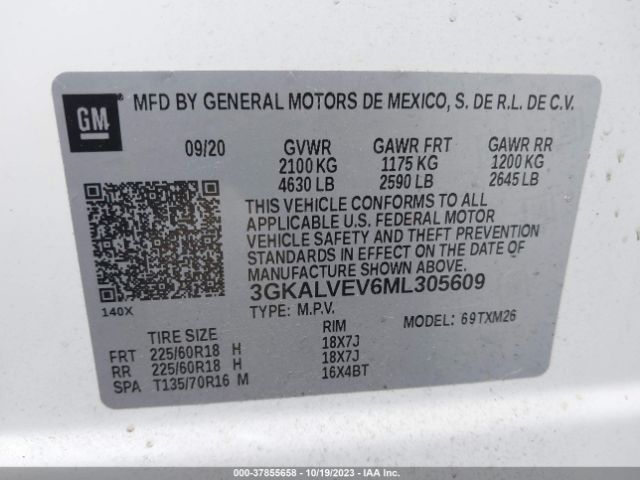 GM MFD BY GENERAL MOTORS DE MEXICO, S. DE R.L. DE C.V.
09/20 GVWR GAWR FRT GAWR RR
2100 KG 1175 KG 1200 KG
4630 LB 2590 LB 2645 LB
THIS VEHICLE CONFORMS TO ALL
APPLICABLE U.S. FEDERAL MOTOR
VEHICLE SAFETY AND THEFT PREVENTION
STANDARDS IN EFFECT ON THE DATE OF
MANUFACTURE SHOWN ABOVE.
3GKALVEV6ML305609
140X TYPE: M.P.V. MODEL: 69TXM26
TIRE SIZE RIM
FRT 225/60R18 H 18X7J
RR 225/60R18 H 18X7J
SPA T135/70R16 M 16X4BT
000-37855658 - 10/19/2023 - IAA Inc.